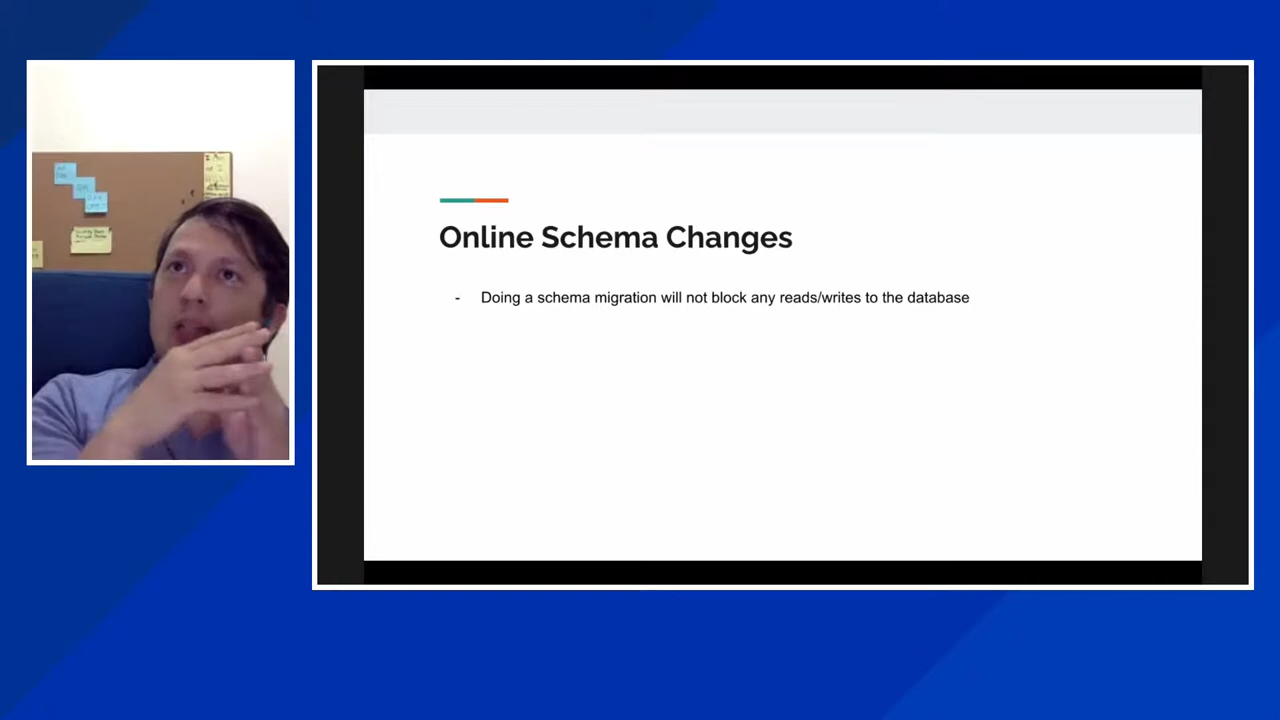 Online Schema Changes
- Doing a schema migration will not block any reads/writes to the database